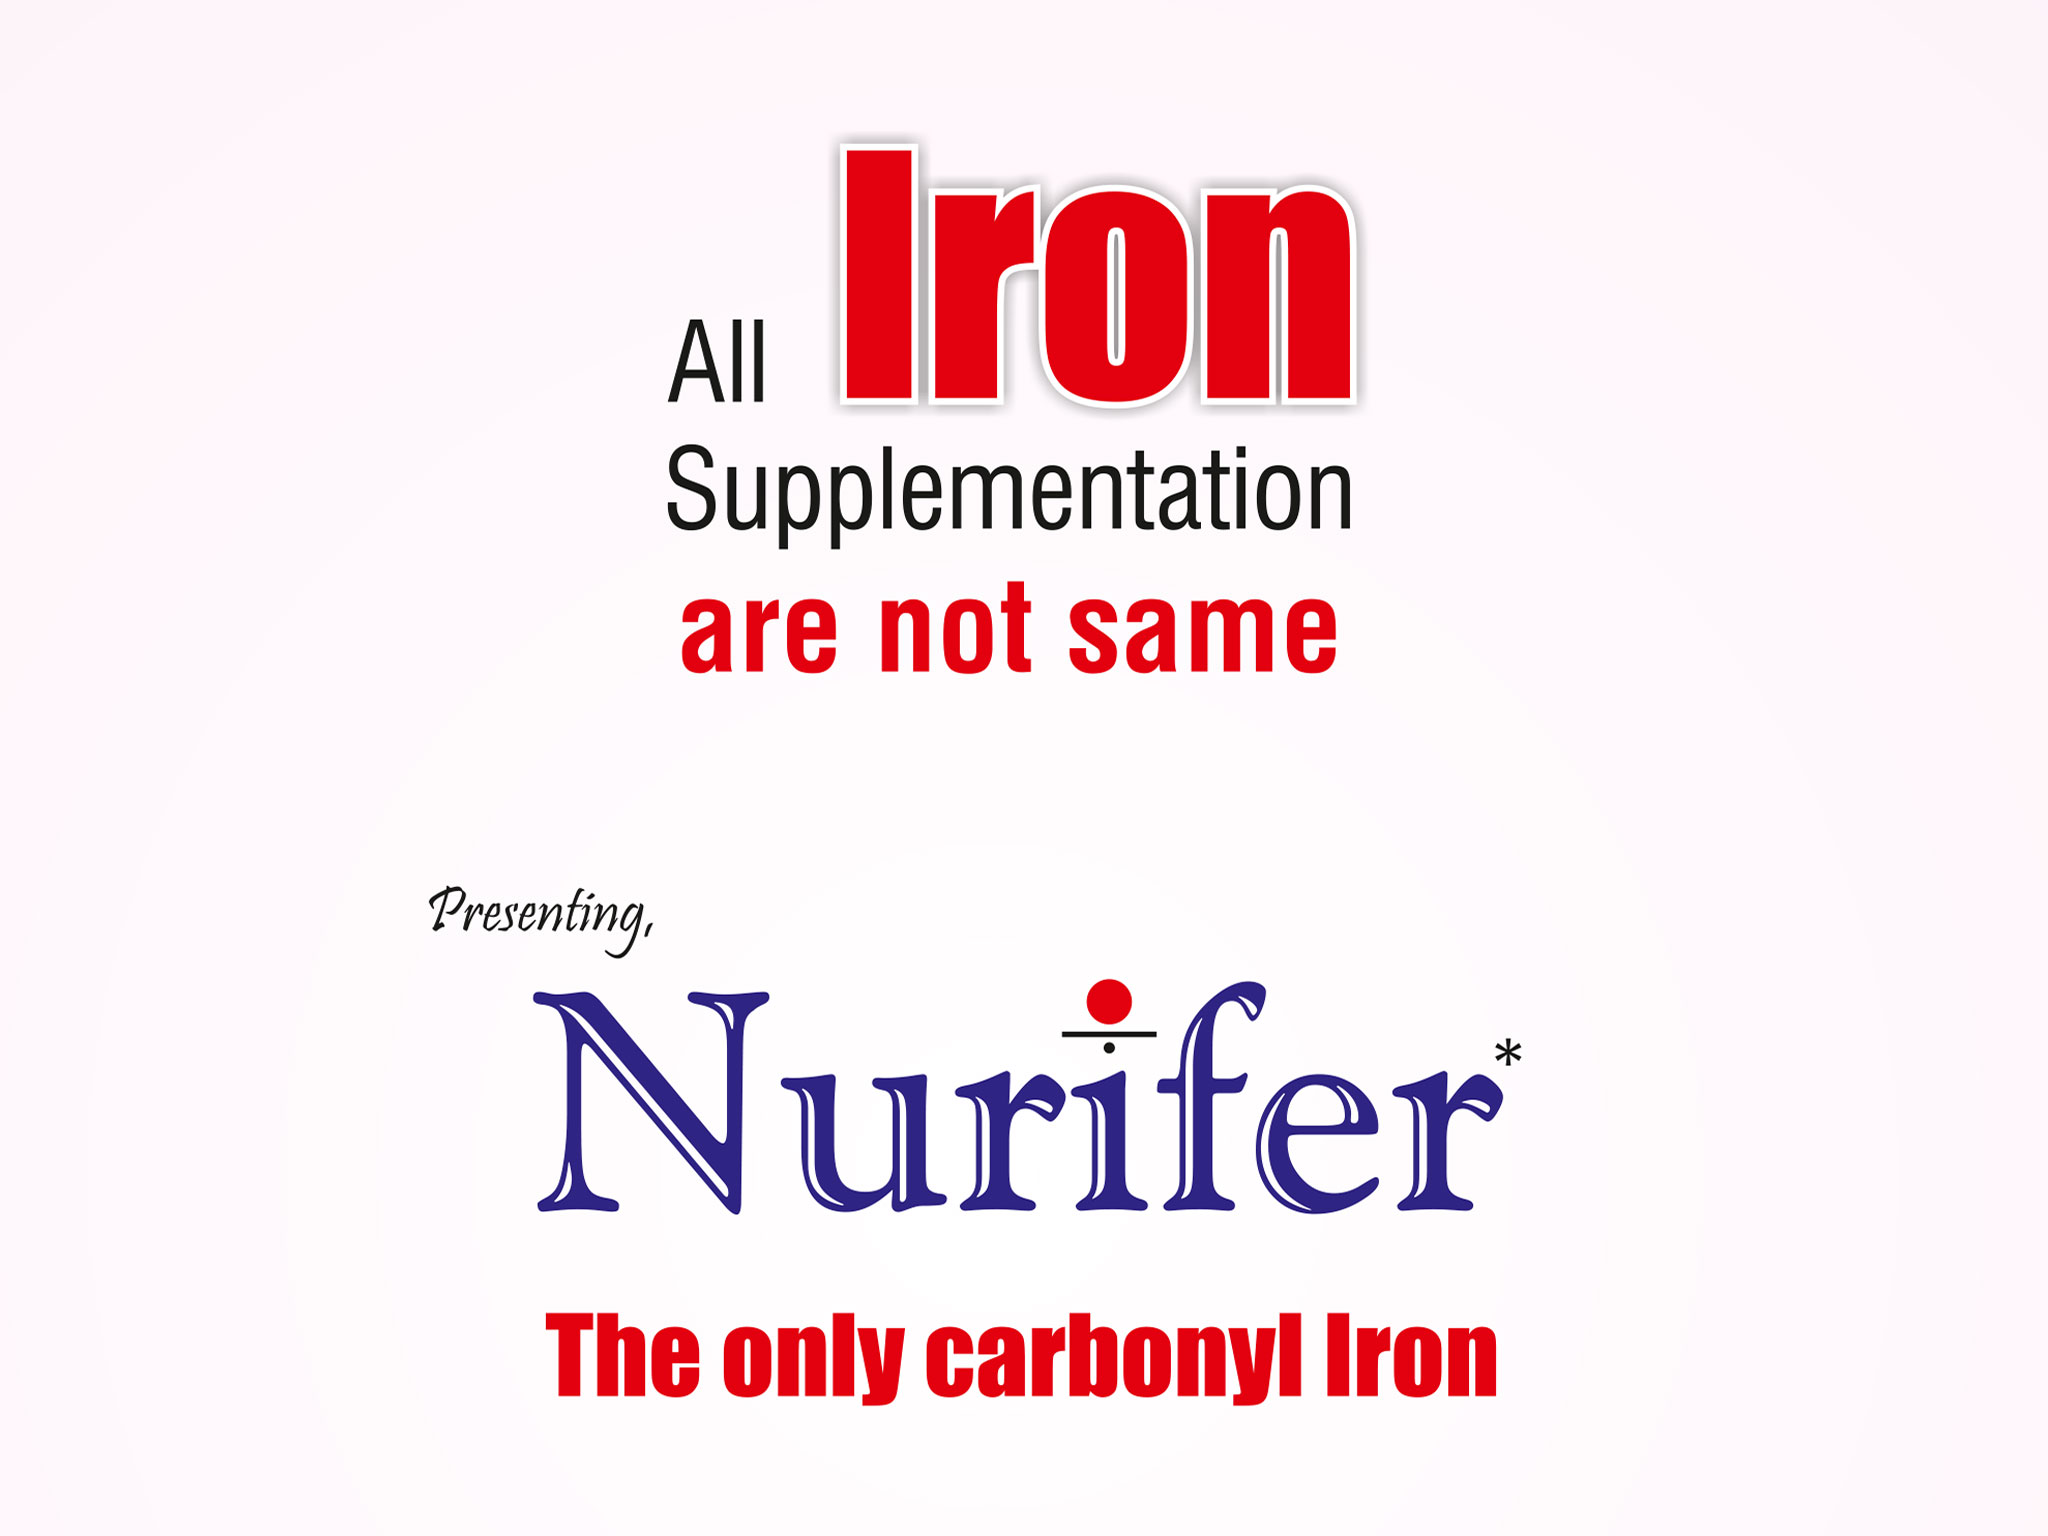 All Iron
Supplementation
are not same
Presenting,
Nurifer*
The only carbonyl Iron